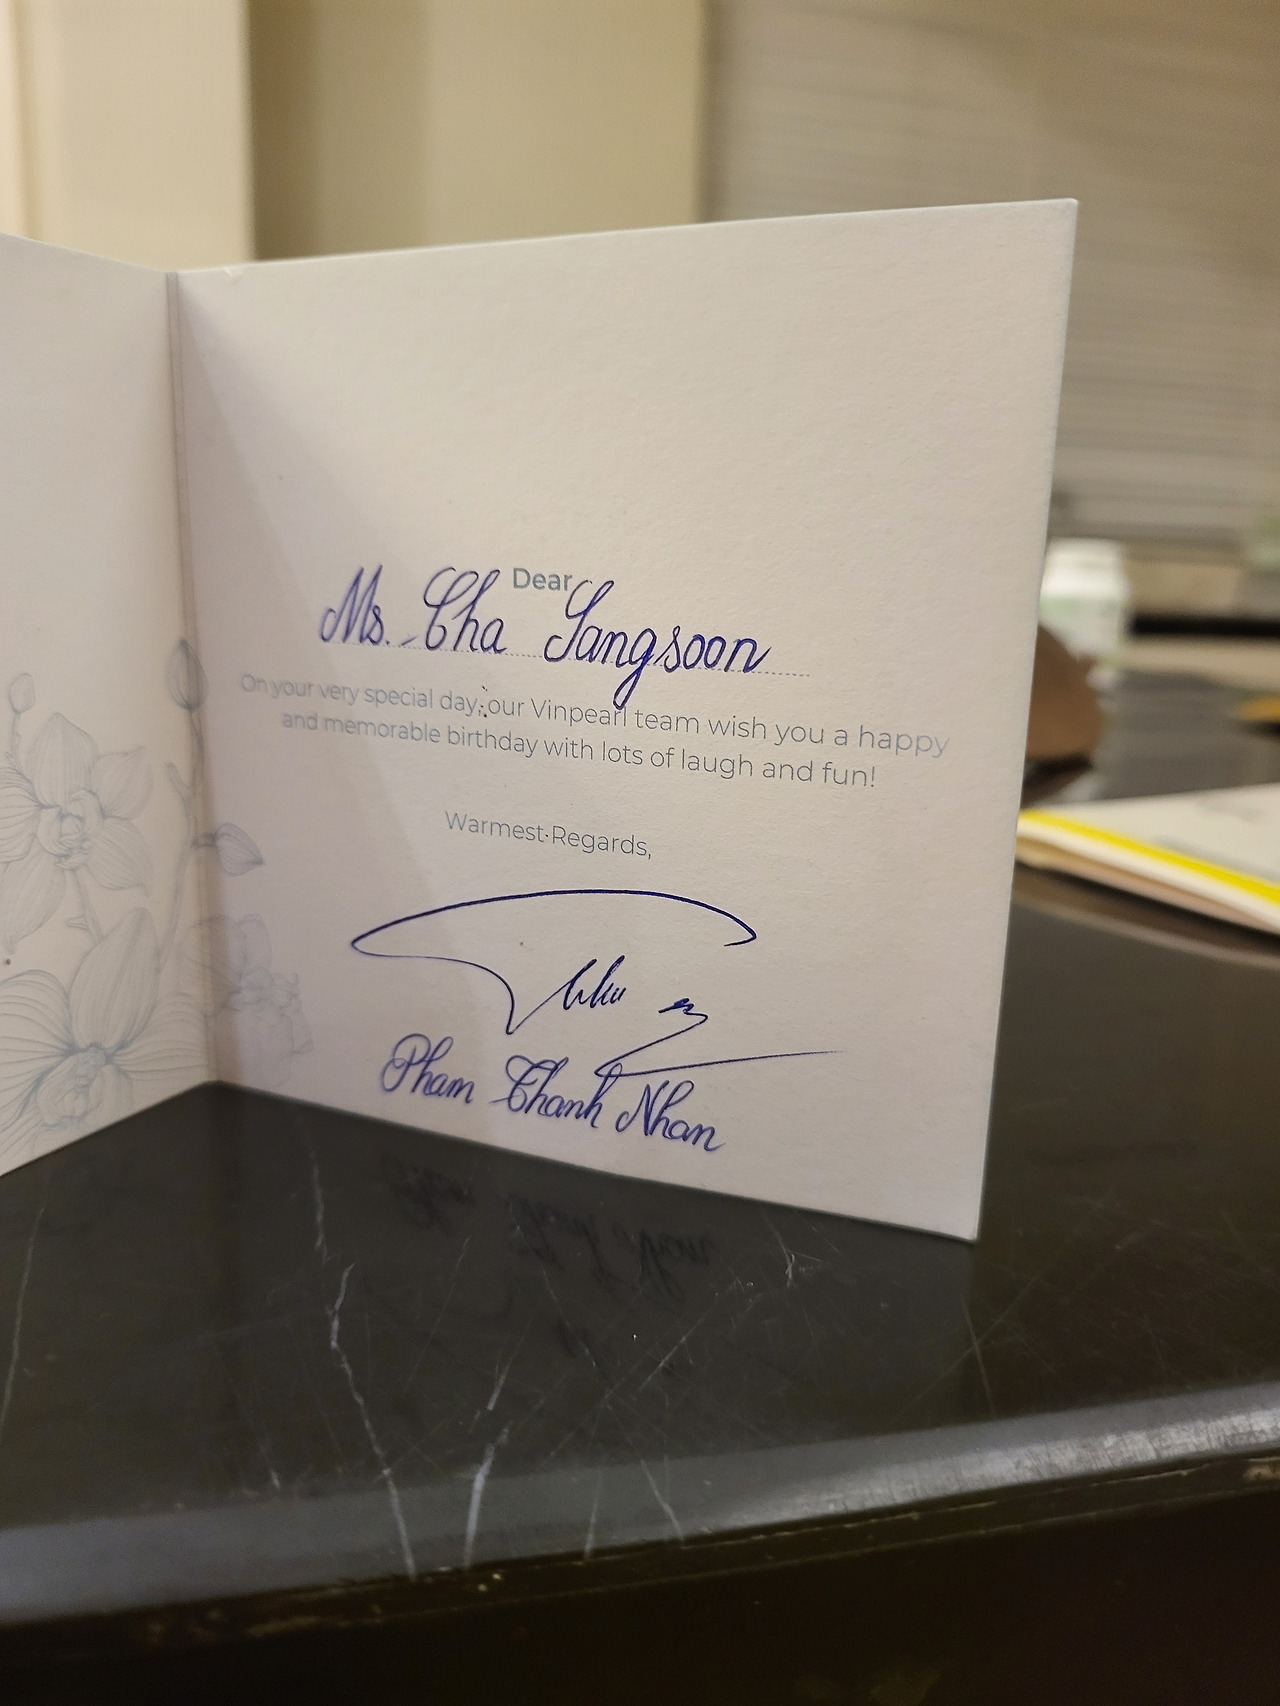 Dear
Ms. Cha Sangsoon
On your very special day, our Vinpearl team wish you a happy
and memorable birthday with lots of laugh and fun!
Warmest Regards,
Pham Thanh Nhan